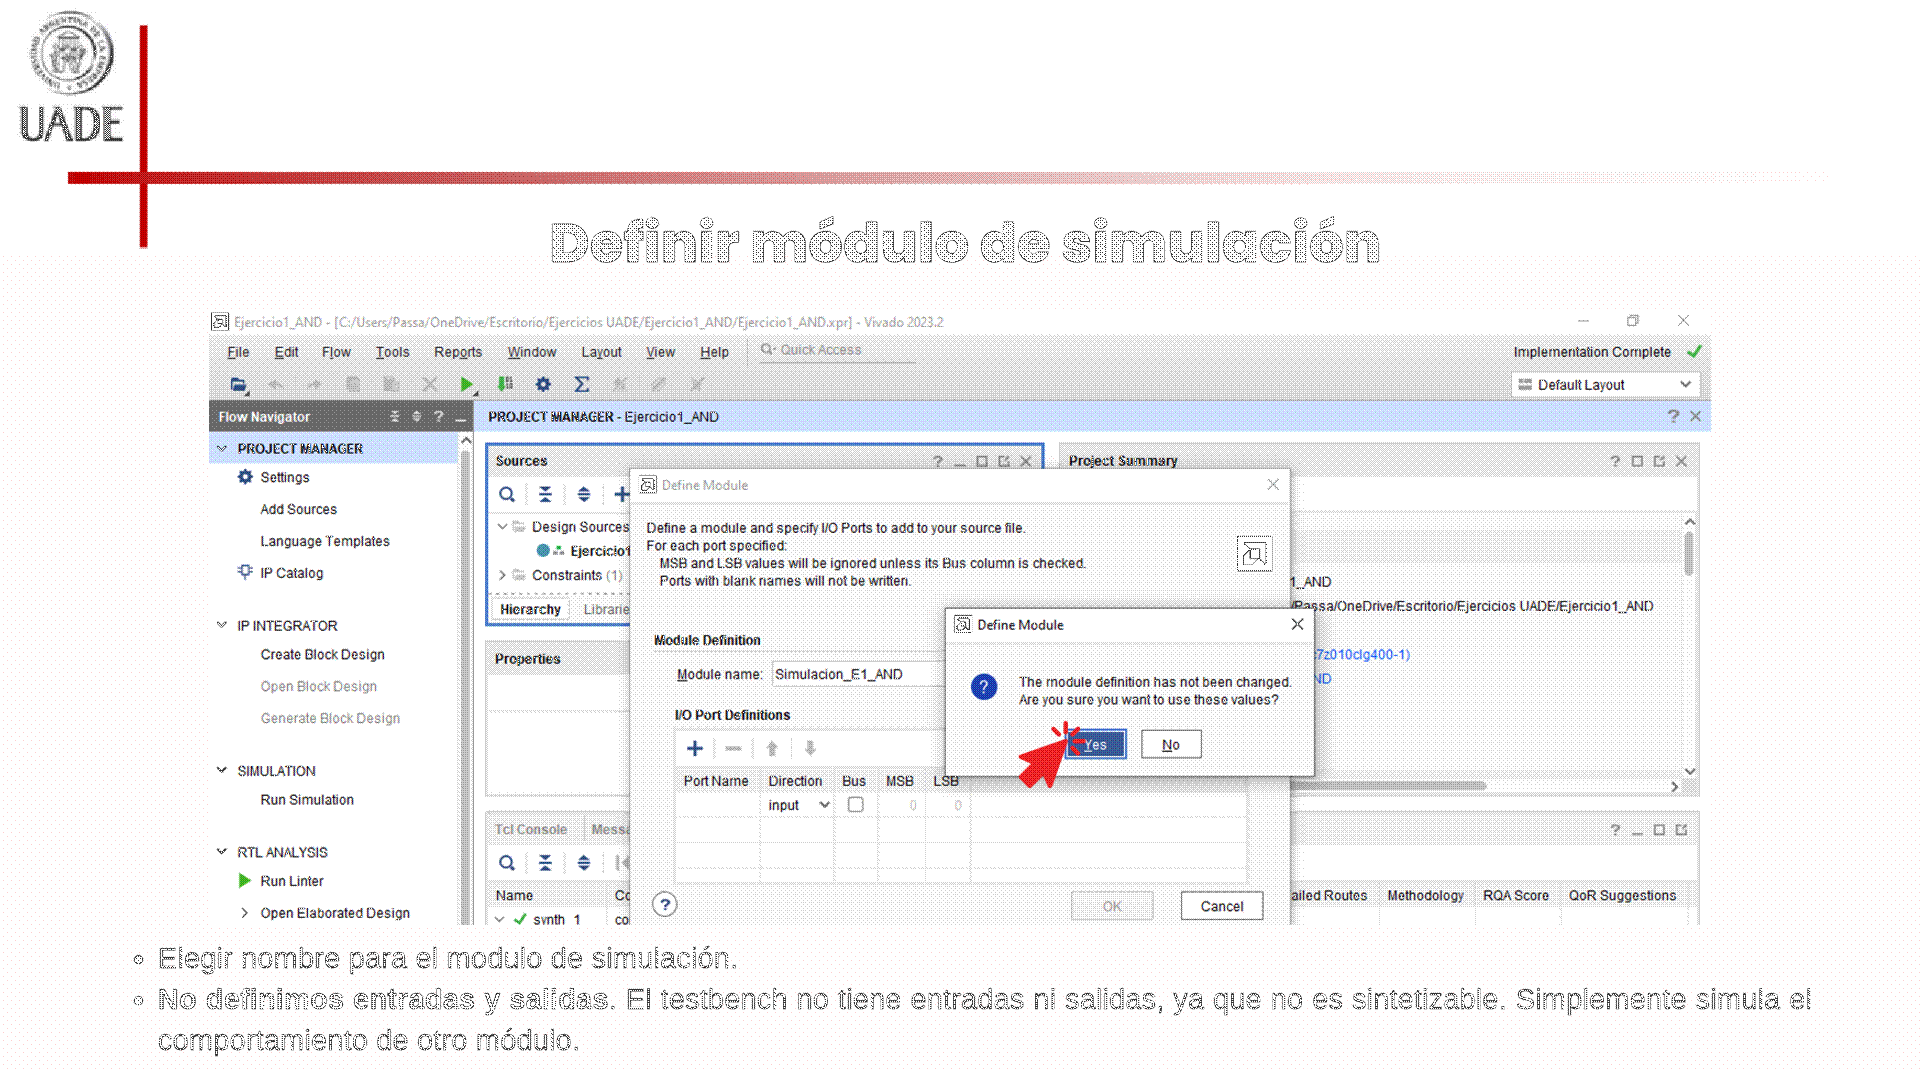 UNIVERSIDAD ARGENTINA DE LA EMPRESA
UADE
Definir módulo de simulación
Ejercicio1_AND - [C:/Users/Passa/OneDrive/Escritorio/Ejercicios UADE/Ejercicio1_AND/Ejercicio1_AND.xpr] - Vivado 2023.2
File Edit Flow Tools Reports Window Layout View Help Quick Access
Implementation Complete
Default Layout
Flow Navigator
PROJECT MANAGER - Ejercicio1_AND
PROJECT MANAGER
Settings
Add Sources
Language Templates
IP Catalog
IP INTEGRATOR
Create Block Design
Open Block Design
Generate Block Design
SIMULATION
Run Simulation
RTL ANALYSIS
Run Linter
Open Elaborated Design
Sources
Design Sources
Ejercicio1
Constraints (1)
Hierarchy Librarie
Properties
Tcl Console Messa
Name Co
synth_1 co
Project Summary
1_AND
/Passa/OneDrive/Escritorio/Ejercicios UADE/Ejercicio1_AND
7z010clg400-1)
ND
ailed Routes Methodology RQA Score QoR Suggestions
Define Module
Define a module and specify I/O Ports to add to your source file.
For each port specified:
MSB and LSB values will be ignored unless its Bus column is checked.
Ports with blank names will not be written.
Module Definition
Module name: Simulacion_E1_AND
I/O Port Definitions
Port Name Direction Bus MSB LSB
input 0 0
OK Cancel
Define Module
The module definition has not been changed.
Are you sure you want to use these values?
Yes No
Elegir nombre para el modulo de simulación.
No definimos entradas y salidas. El testbench no tiene entradas ni salidas, ya que no es sintetizable. Simplemente simula el
comportamiento de otro módulo.